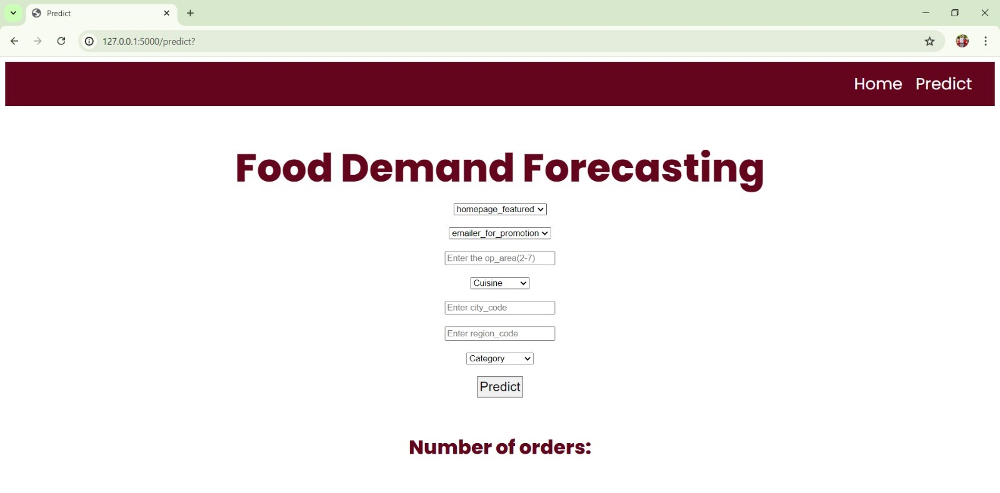 Predict
127.0.0.1:5000/predict?
Home Predict
Food Demand Forecasting
homepage_featured
emailer_for_promotion
Enter the op_area(2-7)
Cuisine
Enter city_code
Enter region_code
Category
Predict
Number of orders: